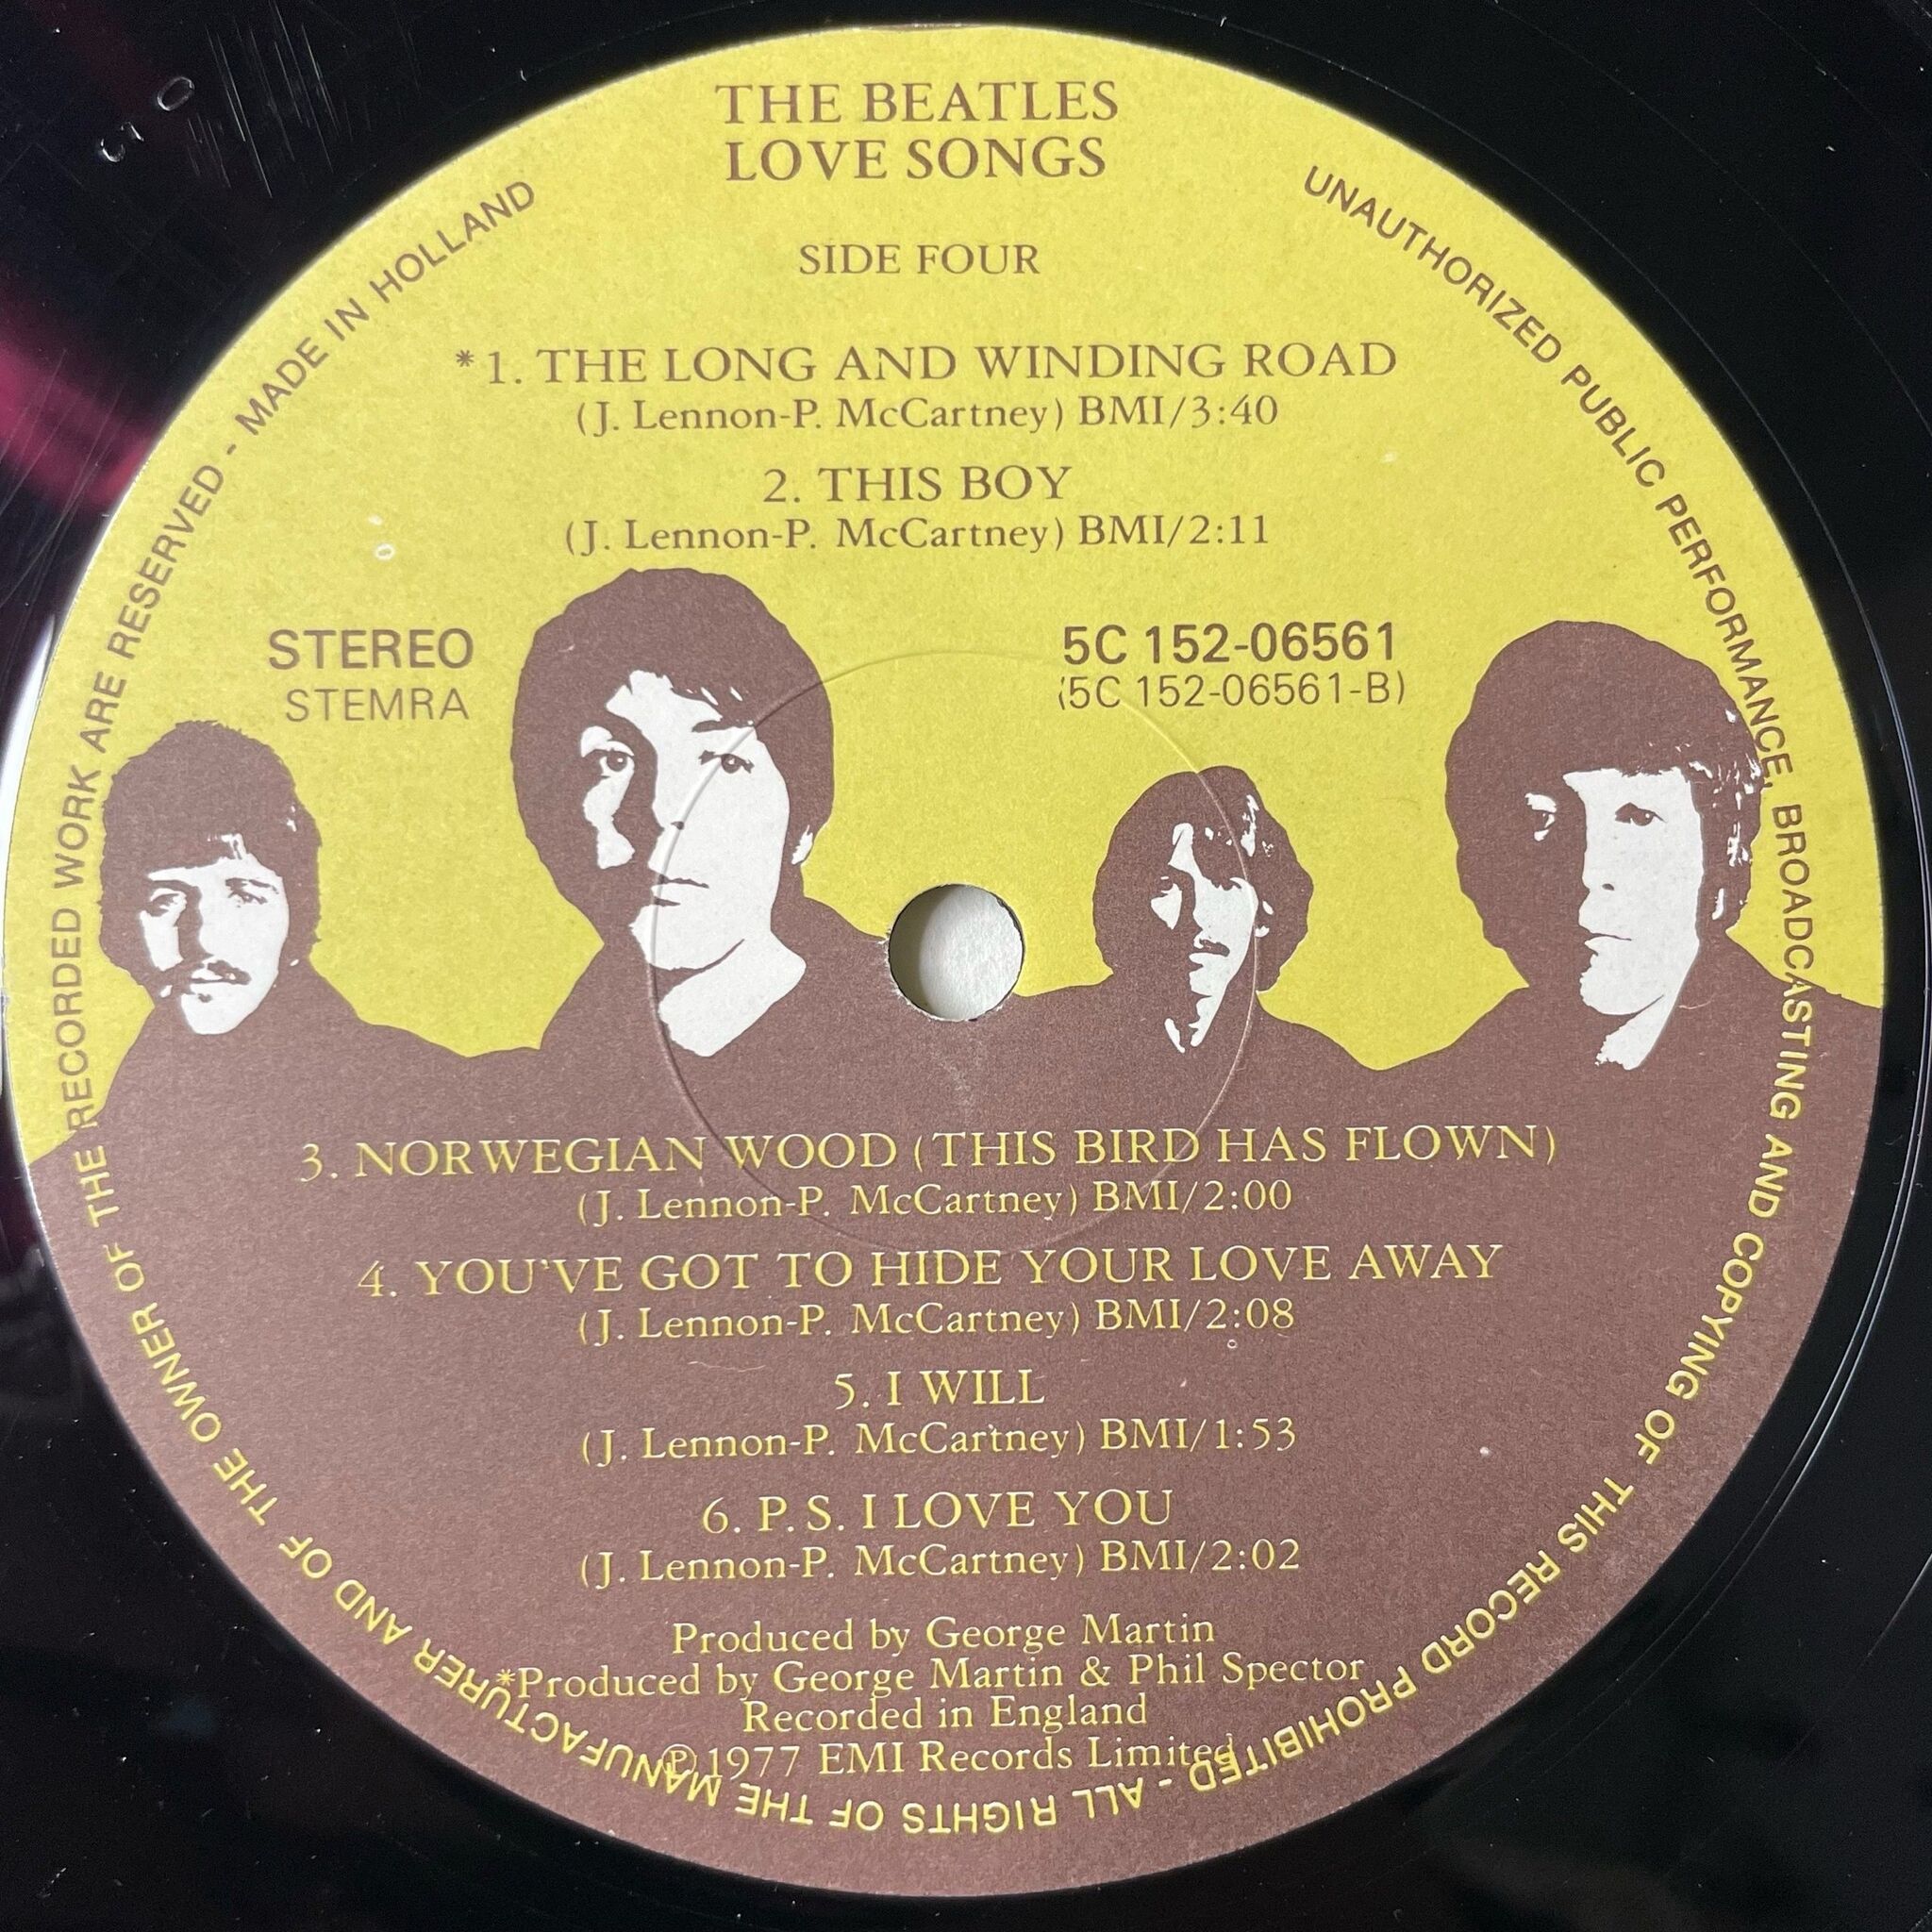 THE BEATLES
LOVE SONGS
SIDE FOUR
*1. THE LONG AND WINDING ROAD
(J. Lennon-P. McCartney) BMI/3:40
2. THIS BOY
(J. Lennon-P. McCartney) BMI/2:11
STEREO
STEMRA
5C 152-06561
(5C 152-06561-B)
3. NORWEGIAN WOOD (THIS BIRD HAS FLOWN)
(J. Lennon-P. McCartney) BMI/2:00
4. YOU'VE GOT TO HIDE YOUR LOVE AWAY
(J. Lennon-P. McCartney) BMI/2:08
5. I WILL
(J. Lennon-P. McCartney) BMI/1:53
6. P.S. I LOVE YOU
(J. Lennon-P. McCartney) BMI/2:02
Produced by George Martin
*Produced by George Martin & Phil Spector
Recorded in England
℗ 1977 EMI Records Limited
UNAUTHORIZED PUBLIC PERFORMANCE, BROADCASTING AND COPYING OF THIS RECORD PROHIBITED - ALL RIGHTS OF THE MANUFACTURER AND OF THE OWNER OF THE RECORDED WORK ARE RESERVED - MADE IN HOLLAND